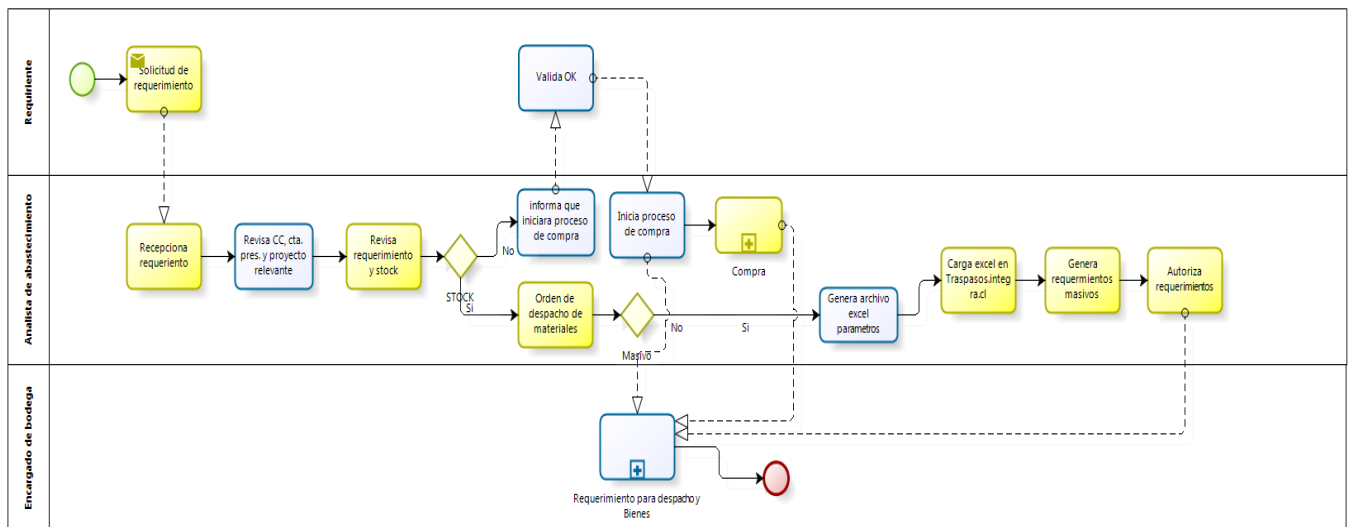 Requiriente
Solicitud de
requerimiento
Valida OK
Analista de abastecimiento
Recepciona
requeriento
Revisa CC, cta.
pres. y proyecto
relevante
Revisa
requerimiento
y stock
STOCK
No
Si
informa que
iniciara proceso
de compra
Inicia proceso
de compra
Compra
Orden de
despacho de
materiales
Masivo
No
Si
Genera archivo
excel
parametros
Carga excel en
Traspasos.integ
ra.cl
Genera
requermientos
masivos
Autoriza
requerimientos
Encargado de bodega
Requerimiento para despacho y
Bienes